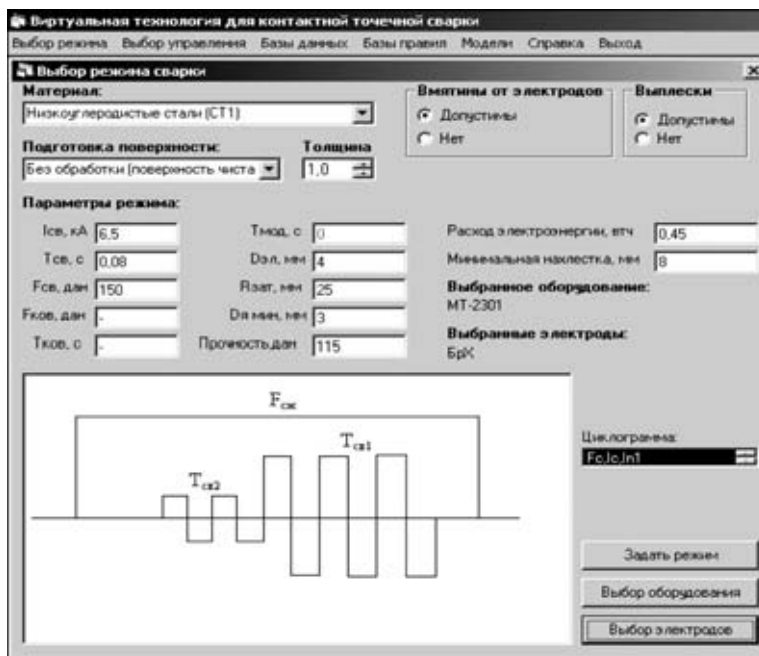 Виртуальная технология для контактной точечной сварки
Выбор режима Выбор управления Базы данных Базы правил Модели Справка Выход
Выбор режима сварки
Материал:
Низкоуглеродистые стали (СТ1)
Вмятины от электродов
Допустимы
Нет
Выплески
Допустимы
Нет
Подготовка поверхности:
Без обработки (поверхность чиста
Толщина
1,0
Параметры режима:
Iсв, кА 6,5
Тсв, с 0,08
Fсв, дан 150
Fков, дан -
Тков, с -
Тмод, с 0
Dэл, мм 4
Rзат, мм 25
Dя мин, мм 3
Прочность, дан 115
Расход электроэнергии, втч 0,45
Минимальная нахлестка, мм 8
Выбранное оборудование:
МТ-2301
Выбранные электроды:
БрХ
Fсж
Тсв1
Тсв2
Циклограмма:
Fc,Ic,In1
Задать режим
Выбор оборудования
Выбор электродов